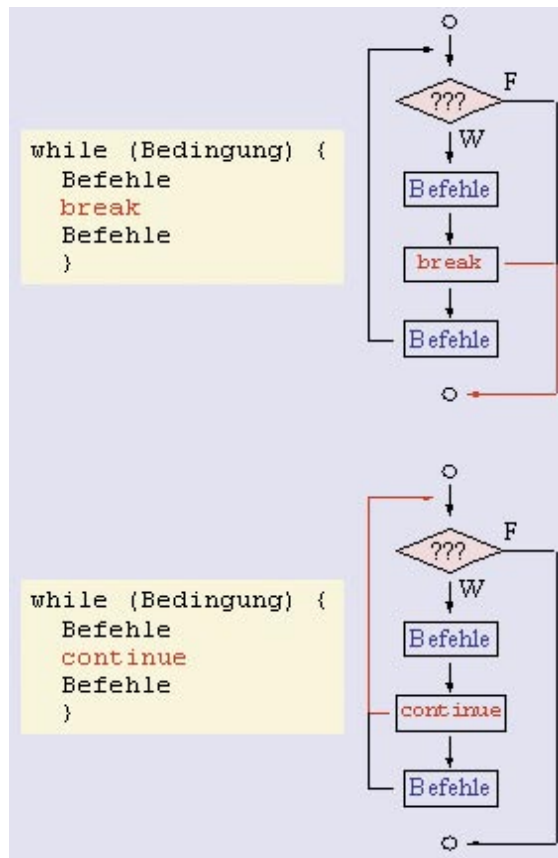 while (Bedingung) {
Befehle
break
Befehle
}
???
F
W
Befehle
break
Befehle
while (Bedingung) {
Befehle
continue
Befehle
}
???
F
W
Befehle
continue
Befehle